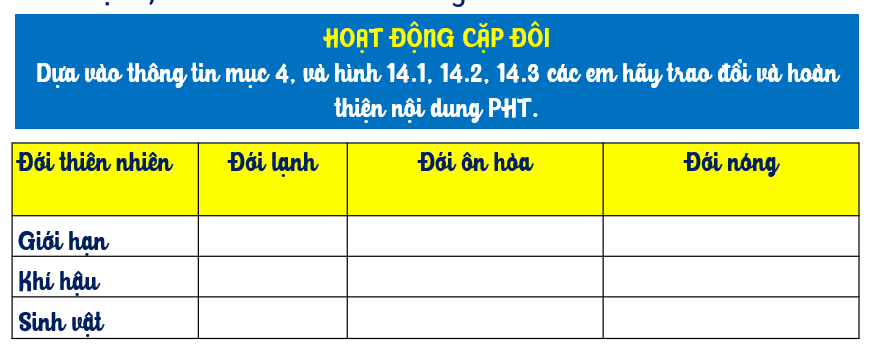 HOẠT ĐỘNG CẶP ĐÔI
Dựa vào thông tin mục 4, và hình 14.1, 14.2, 14.3 các em hãy trao đổi và hoàn
thiện nội dung PHT.
Đới thiên nhiên Đới lạnh Đới ôn hòa Đới nóng
Giới hạn
Khí hậu
Sinh vật